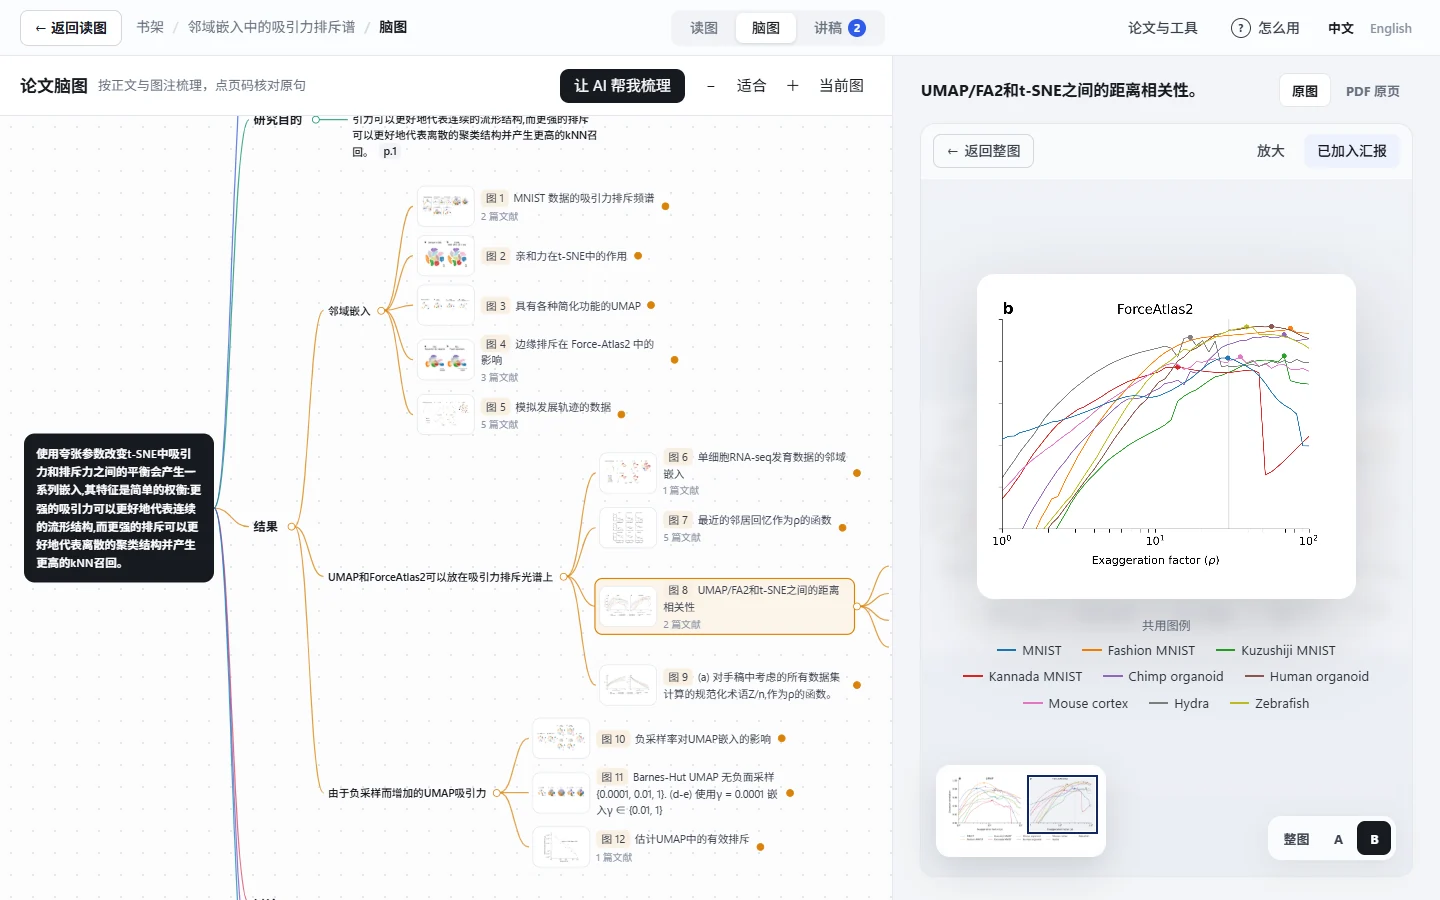 ← 返回读图
书架 / 邻域嵌入中的吸引力排斥谱 / 脑图
读图
脑图
讲稿 2
论文与工具
? 怎么用
中文
English
论文脑图
按正文与图注梳理，点页码核对原句
让 AI 帮我梳理
−
适合
+
当前图
研究目的
引力可以更好地代表连续的流形结构,而更强的排斥
可以更好地代表离散的聚类结构并产生更高的kNN召
回。 p.1
图 1 MNIST 数据的吸引力排斥频谱
2 篇文献
图 2 亲和力在t-SNE中的作用
邻域嵌入
图 3 具有各种简化功能的UMAP
图 4 边缘排斥在 Force-Atlas2 中的
影响
3 篇文献
图 5 模拟发展轨迹的数据
5 篇文献
使用夸张参数改变t-SNE中吸引
力和排斥力之间的平衡会产生一
系列嵌入,其特征是简单的权衡:更
强的吸引力可以更好地代表连续
的流形结构,而更强的排斥可以更
好地代表离散的聚类结构并产生
更高的kNN召回。
结果
图 6 单细胞RNA-seq发育数据的邻域
嵌入
1 篇文献
图 7 最近的邻居回忆作为ρ的函数
5 篇文献
UMAP和ForceAtlas2可以放在吸引力排斥光谱上
图 8 UMAP/FA2和t-SNE之间的距离
相关性
2 篇文献
图 9 (a) 对手稿中考虑的所有数据集
计算的规范化术语Z/n,作为ρ的函数。
图 10 负采样率对UMAP嵌入的影响
由于负采样而增加的UMAP吸引力
图 11 Barnes-Hut UMAP 无负面采样
{0.0001, 0.01, 1}. (d-e) 使用γ = 0.0001 嵌
入γ ∈ {0.01, 1}
图 12 估计UMAP中的有效排斥
1 篇文献
UMAP/FA2和t-SNE之间的距离相关性。
原图
PDF 原页
← 返回整图
放大
已加入汇报
b
ForceAtlas2
10⁰ 10¹ 10²
Exaggeration factor (ρ)
共用图例
MNIST Fashion MNIST Kuzushiji MNIST
Kannada MNIST Chimp organoid Human organoid
Mouse cortex Hydra Zebrafish
整图 A B